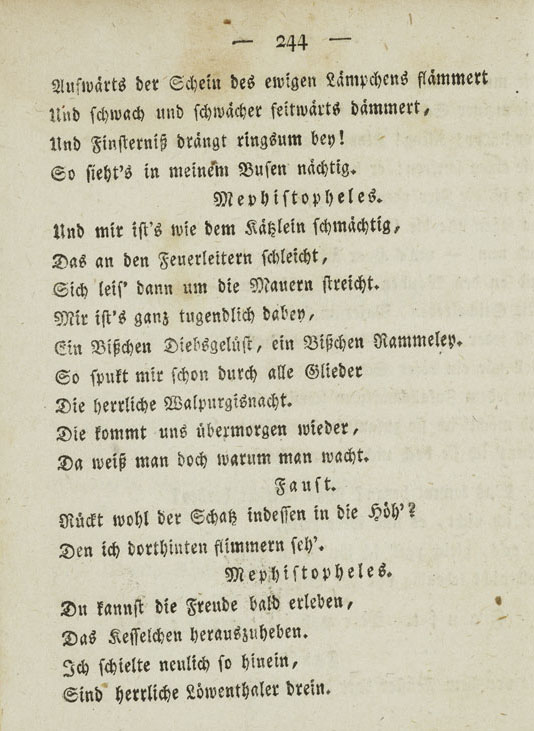 — 244 —
Aufwärts der Schein des ewigen Lämpchens flämmert
Und schwach und schwächer seitwärts dämmert,
Und Finsterniß drängt ringsum bey!
So sieht's in meinem Busen nächtig.
Mephistopheles.
Und mir ist's wie dem Kätzlein schmächtig,
Das an den Feuerleitern schleicht,
Sich leis' dann um die Mauern streicht.
Mir ist's ganz tugendlich dabey,
Ein Bißchen Diebsgelüst, ein Bißchen Rammeley.
So spukt mir schon durch alle Glieder
Die herrliche Walpurgisnacht.
Die kommt uns übermorgen wieder,
Da weiß man doch warum man wacht.
Faust.
Rückt wohl der Schatz indessen in die Höh'?
Den ich dorthinten flimmern seh'.
Mephistopheles.
Du kannst die Freude bald erleben,
Das Kesselchen herauszuheben.
Ich schielte neulich so hinein,
Sind herrliche Löwenthaler drein.